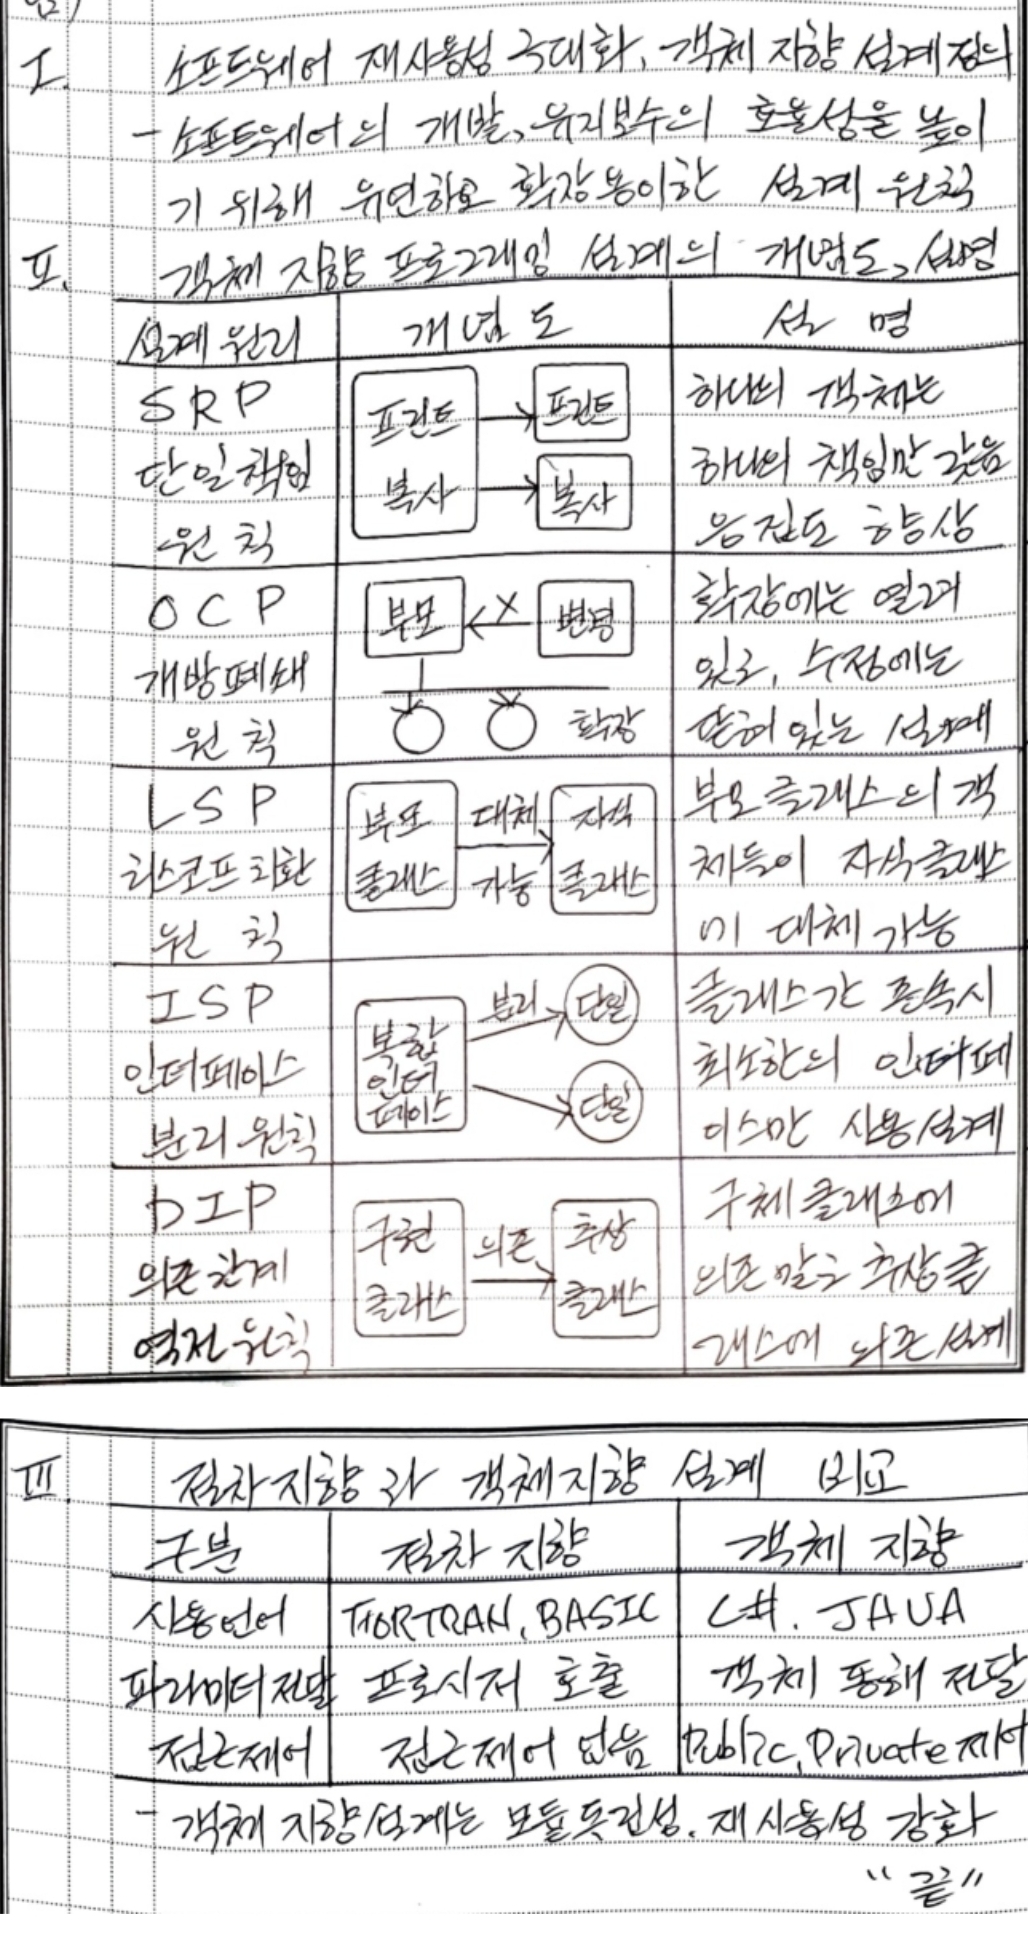 답)
I. 소프트웨어 재사용성 극대화, 객체 지향 설계 정의
- 소프트웨어의 개발, 유지보수의 효율성을 높이
기 위해 유연하고 확장용이한 설계 원칙
II. 객체 지향 프로그래밍 설계의 개념도, 설명
설계 원리 개념도 설명
SRP
단일책임
원칙
프린트 → 프린트
복사 → 복사
하나의 객체는
하나의 책임만 갖음
응집도 향상
OCP
개방폐쇄
원칙
부모 X 변경
확장
확장에는 열려
있고, 수정에는
닫혀 있는 설계
LSP
리스코프 치환
원칙
부모 대체 자식
클래스 가능 클래스
부모클래스의 객
체들이 자식클래스
이 대체 가능
ISP
인터페이스
분리 원칙
복합
인터
페이스
분리
단일
단일
클래스간 존속시
최소한의 인터페
이스만 사용설계
DIP
의존관계
역전 원칙
구현 의존 추상
클래스 클래스
구체클래스에
의존 말고 추상클
래스에 의존설계
III 절차지향과 객체지향 설계 비교
구분 절차 지향 객체 지향
사용언어 FORTRAN, BASIC C#. JAVA
파라미터전달 프로시저 호출 객체 통해 전달
접근제어 접근제어 없음 Public, Private 제어
- 객체 지향설계는 모듈독립성. 재사용성 강화
"끝"